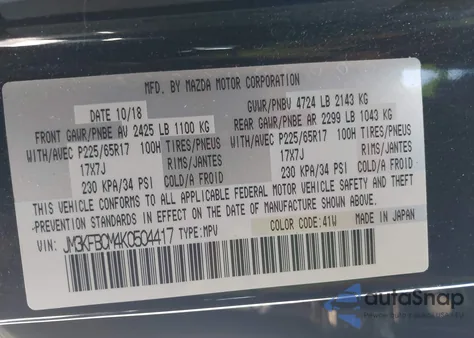 MFD. BY MAZDA MOTOR CORPORATION
DATE 10/18 GVWR/PNBV 4724 LB 2143 KG
FRONT GAWR/PNBE AV 2425 LB 1100 KG REAR GAWR/PNBE AR 2299 LB 1043 KG
WITH/AVEC P225/65R17 100H TIRES/PNEUS WITH/AVEC P225/65R17 100H TIRES/PNEUS
17X7J RIMS/JANTES 17X7J RIMS/JANTES
230 KPA/34 PSI COLD/A FROID 230 KPA/34 PSI COLD/A FROID
THIS VEHICLE CONFORMS TO ALL APPLICABLE FEDERAL MOTOR VEHICLE SAFETY AND THEFT
PREVENTION STANDARDS IN EFFECT ON THE DATE OF MANUFACTURE SHOWN ABOVE.
VIN: JM3KFBCM4K0504417 TYPE:MPV COLOR CODE:41W MADE IN JAPAN
autoSnap